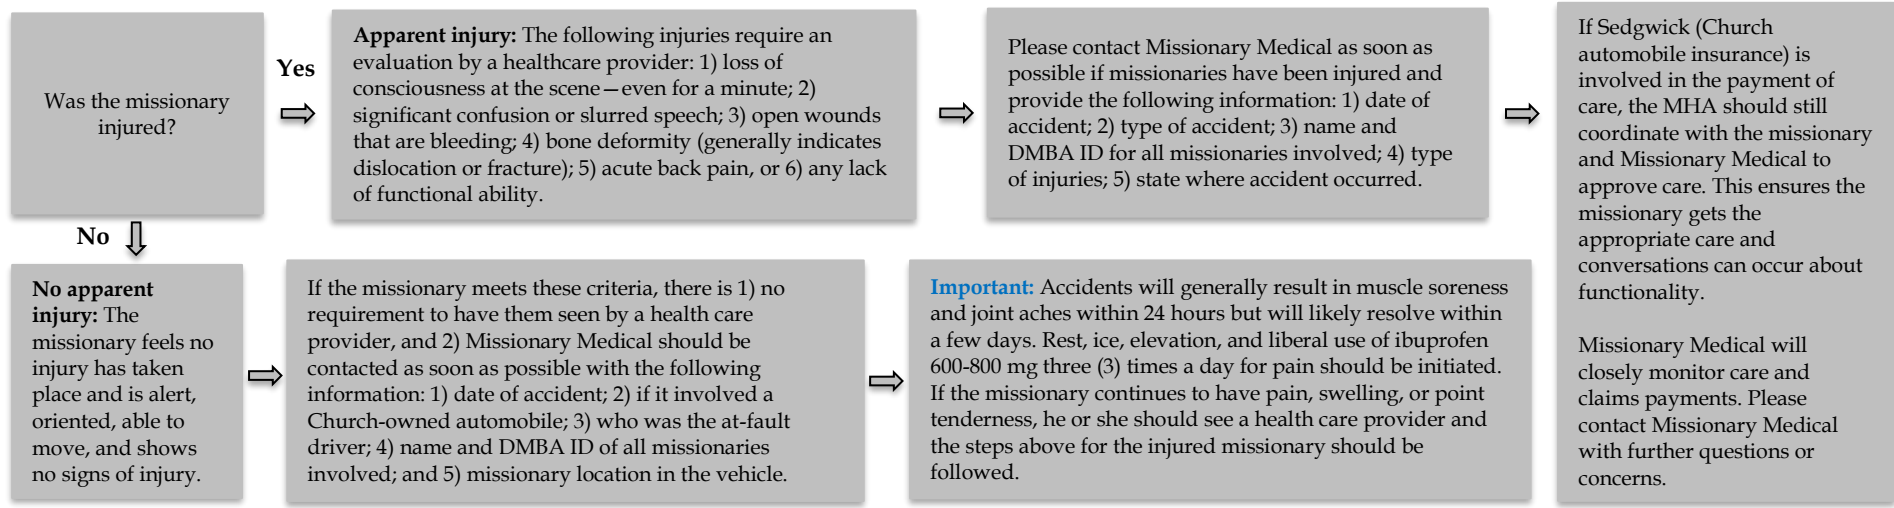 Was the missionary
injured?
Yes
Apparent injury: The following injuries require an
evaluation by a healthcare provider: 1) loss of
consciousness at the scene—even for a minute; 2)
significant confusion or slurred speech; 3) open wounds
that are bleeding; 4) bone deformity (generally indicates
dislocation or fracture); 5) acute back pain, or 6) any lack
of functional ability.
Please contact Missionary Medical as soon as
possible if missionaries have been injured and
provide the following information: 1) date of
accident; 2) type of accident; 3) name and
DMBA ID for all missionaries involved; 4) type
of injuries; 5) state where accident occurred.
If Sedgwick (Church
automobile insurance) is
involved in the payment of
care, the MHA should still
coordinate with the missionary
and Missionary Medical to
approve care. This ensures the
missionary gets the
appropriate care and
conversations can occur about
functionality.
Missionary Medical will
closely monitor care and
claims payments. Please
contact Missionary Medical
with further questions or
concerns.
No
No apparent
injury: The
missionary feels no
injury has taken
place and is alert,
oriented, able to
move, and shows
no signs of injury.
If the missionary meets these criteria, there is 1) no
requirement to have them seen by a health care
provider, and 2) Missionary Medical should be
contacted as soon as possible with the following
information: 1) date of accident; 2) if it involved a
Church-owned automobile; 3) who was the at-fault
driver; 4) name and DMBA ID of all missionaries
involved; and 5) missionary location in the vehicle.
Important: Accidents will generally result in muscle soreness
and joint aches within 24 hours but will likely resolve within
a few days. Rest, ice, elevation, and liberal use of ibuprofen
600-800 mg three (3) times a day for pain should be initiated.
If the missionary continues to have pain, swelling, or point
tenderness, he or she should see a health care provider and
the steps above for the injured missionary should be
followed.